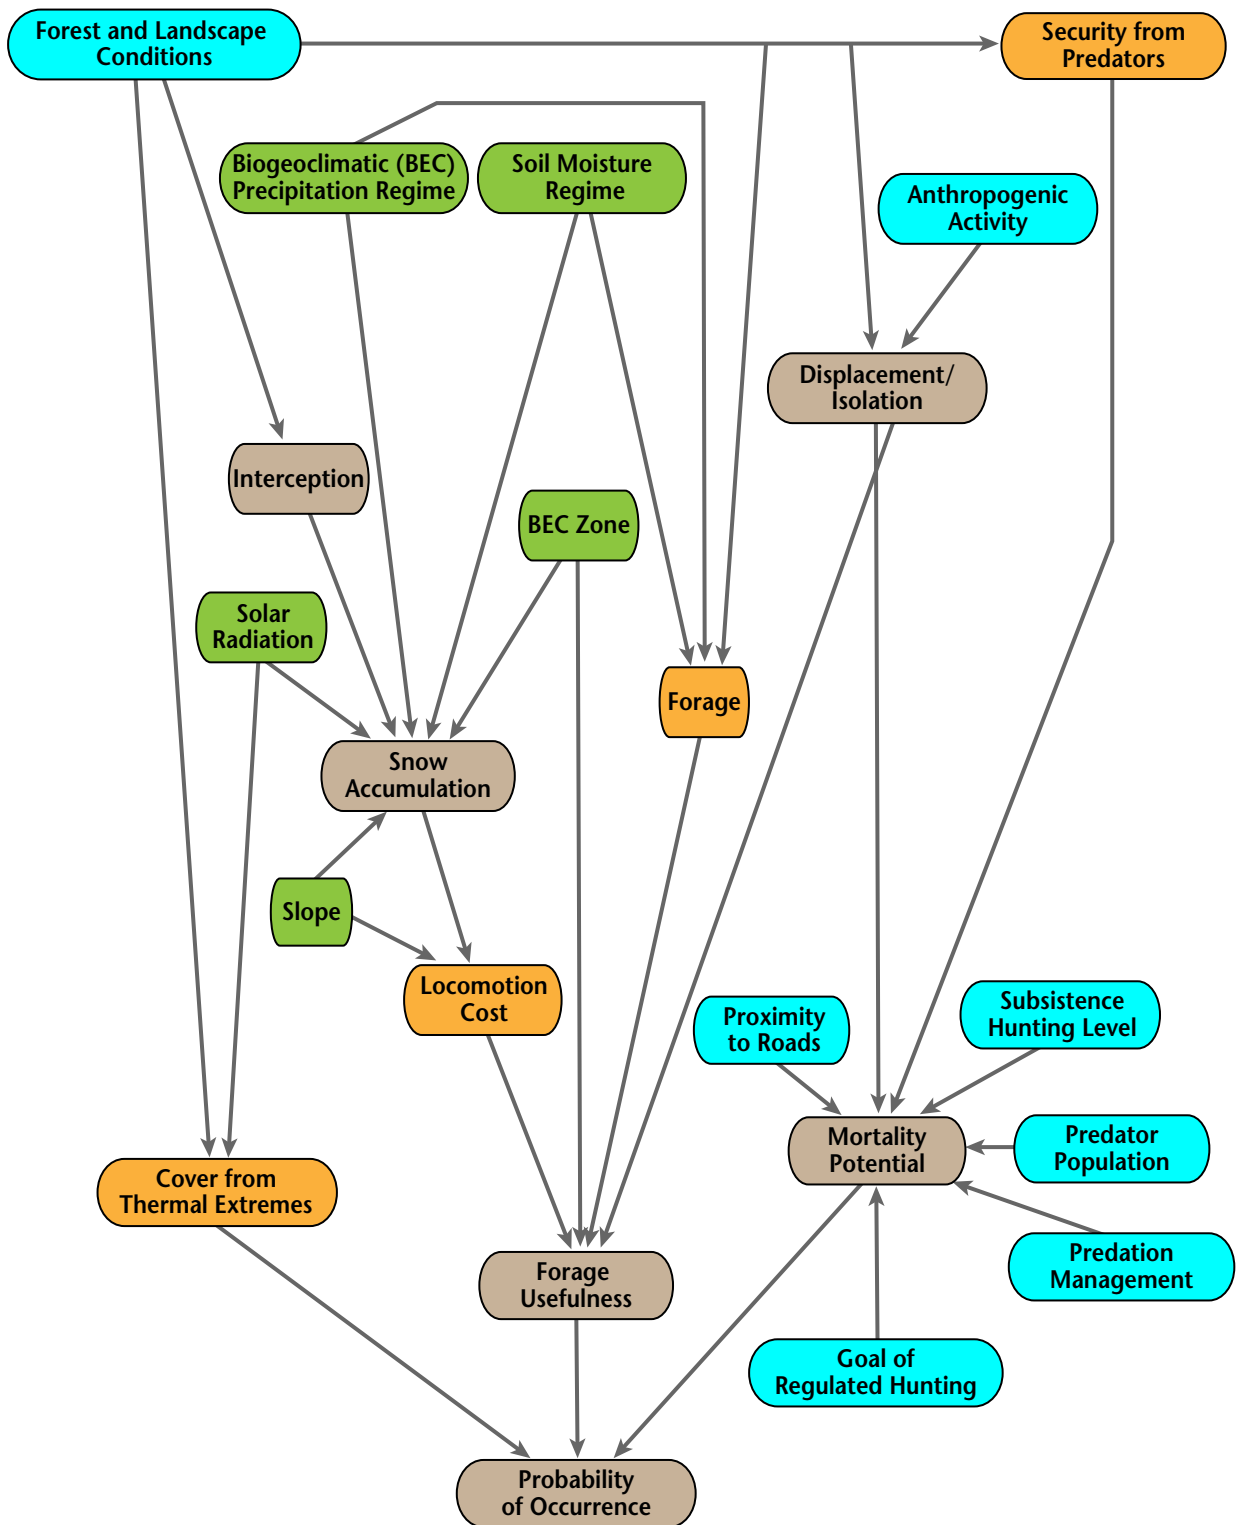 Forest and Landscape
Conditions
Security from
Predators
Biogeoclimatic (BEC)
Precipitation Regime
Soil Moisture
Regime
Anthropogenic
Activity
Displacement/
Isolation
Interception
BEC Zone
Solar
Radiation
Forage
Snow
Accumulation
Slope
Locomotion
Cost
Proximity
to Roads
Subsistence
Hunting Level
Mortality
Potential
Predator
Population
Cover from
Thermal Extremes
Predation
Management
Forage
Usefulness
Goal of
Regulated Hunting
Probability
of Occurrence